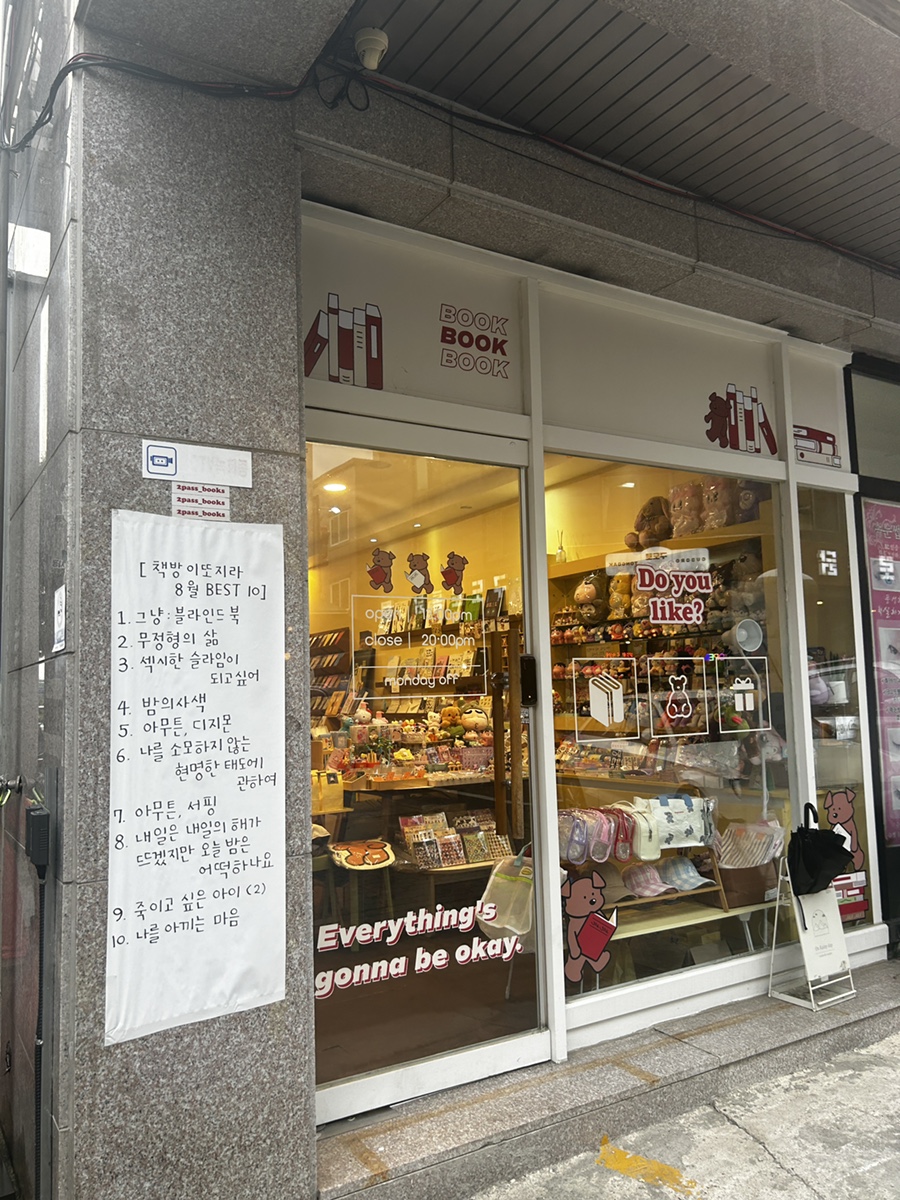 BOOK
BOOK
BOOK
2pass_books
2pass_books
2pass_books
[ 책방 이또지라
8월 BEST 10]
1. 그냥 : 블라인드 북
2. 무정형의 삶
3. 섹시한 슬라임이
되고싶어
4. 밤의사색
5. 아무튼, 디지몬
6. 나를 소모하지 않는
현명한 태도에
관하여
7. 아무튼, 서핑
8. 내일은 내일의 해가
뜨겠지만 오늘 밤은
어떡하나요
9. 죽이고 싶은 아이 (2)
10. 나를 아끼는 마음
open
close | 20:00pm
monday off
Everything's
gonna be okay.
Do you
like?